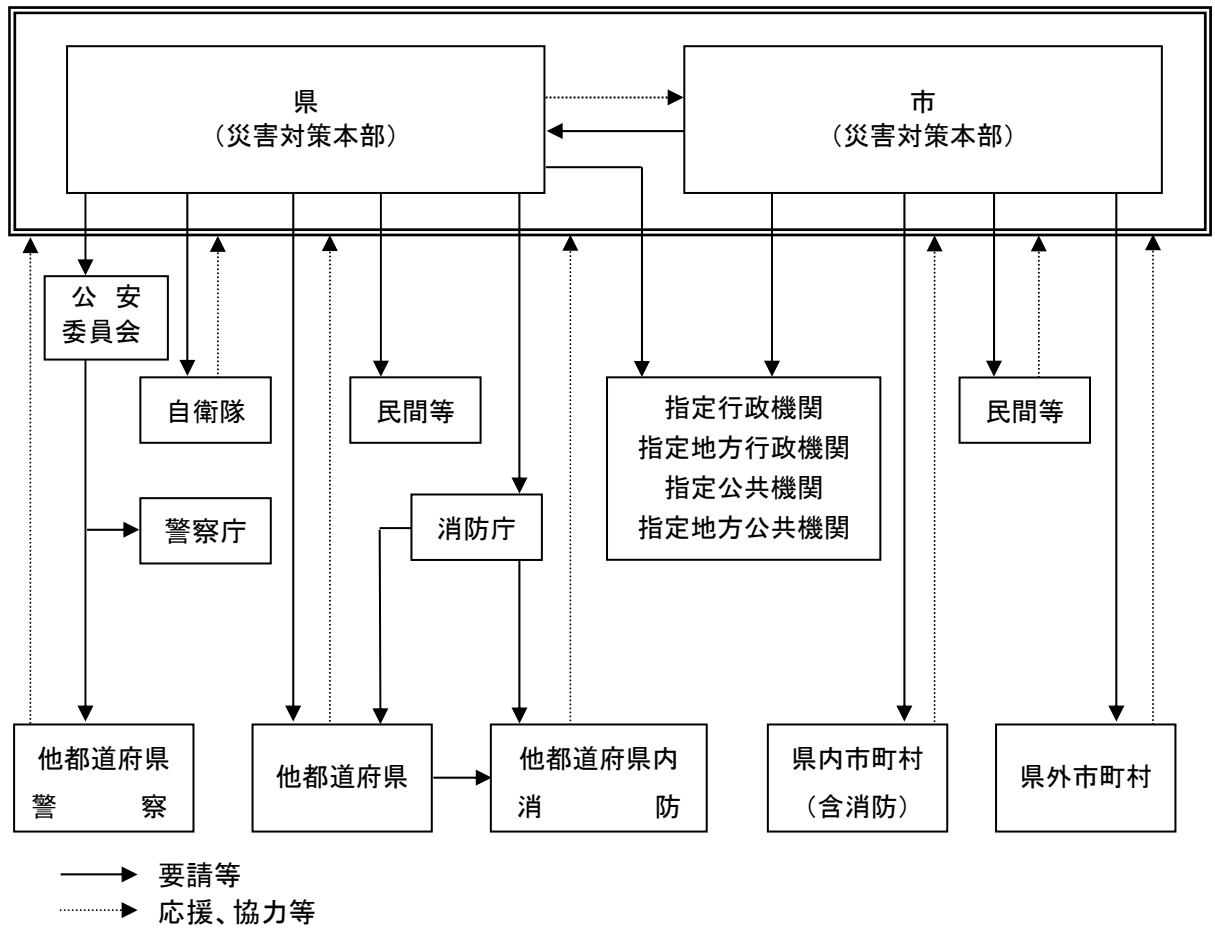 県
（災害対策本部）
市
（災害対策本部）
公　安
委員会
自衛隊
民間等
指定行政機関
指定地方行政機関
指定公共機関
指定地方公共機関
民間等
警察庁
消防庁
他都道府県
警　　　察
他都道府県
他都道府県内
消　　　　防
県内市町村
（含消防）
県外市町村
要請等
応援、協力等